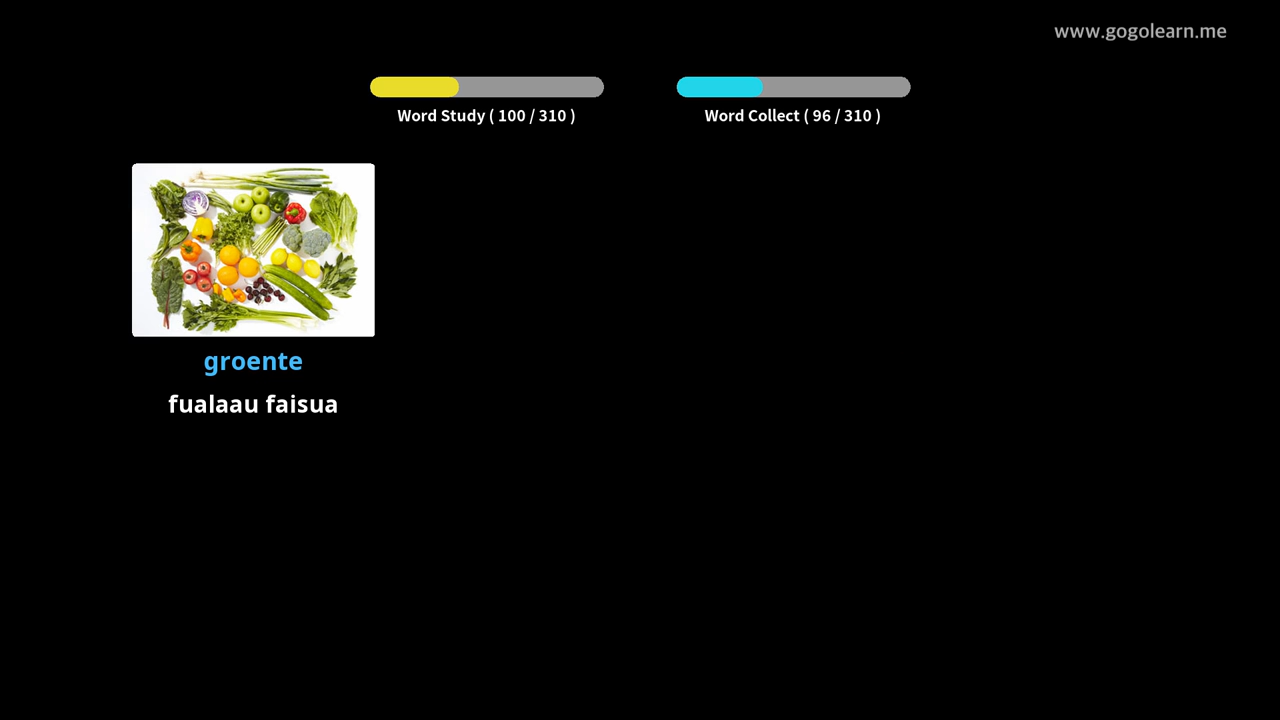 www.gogolearn.me
Word Study ( 100 / 310 )
Word Collect ( 96 / 310 )
groente
fualaau faisua